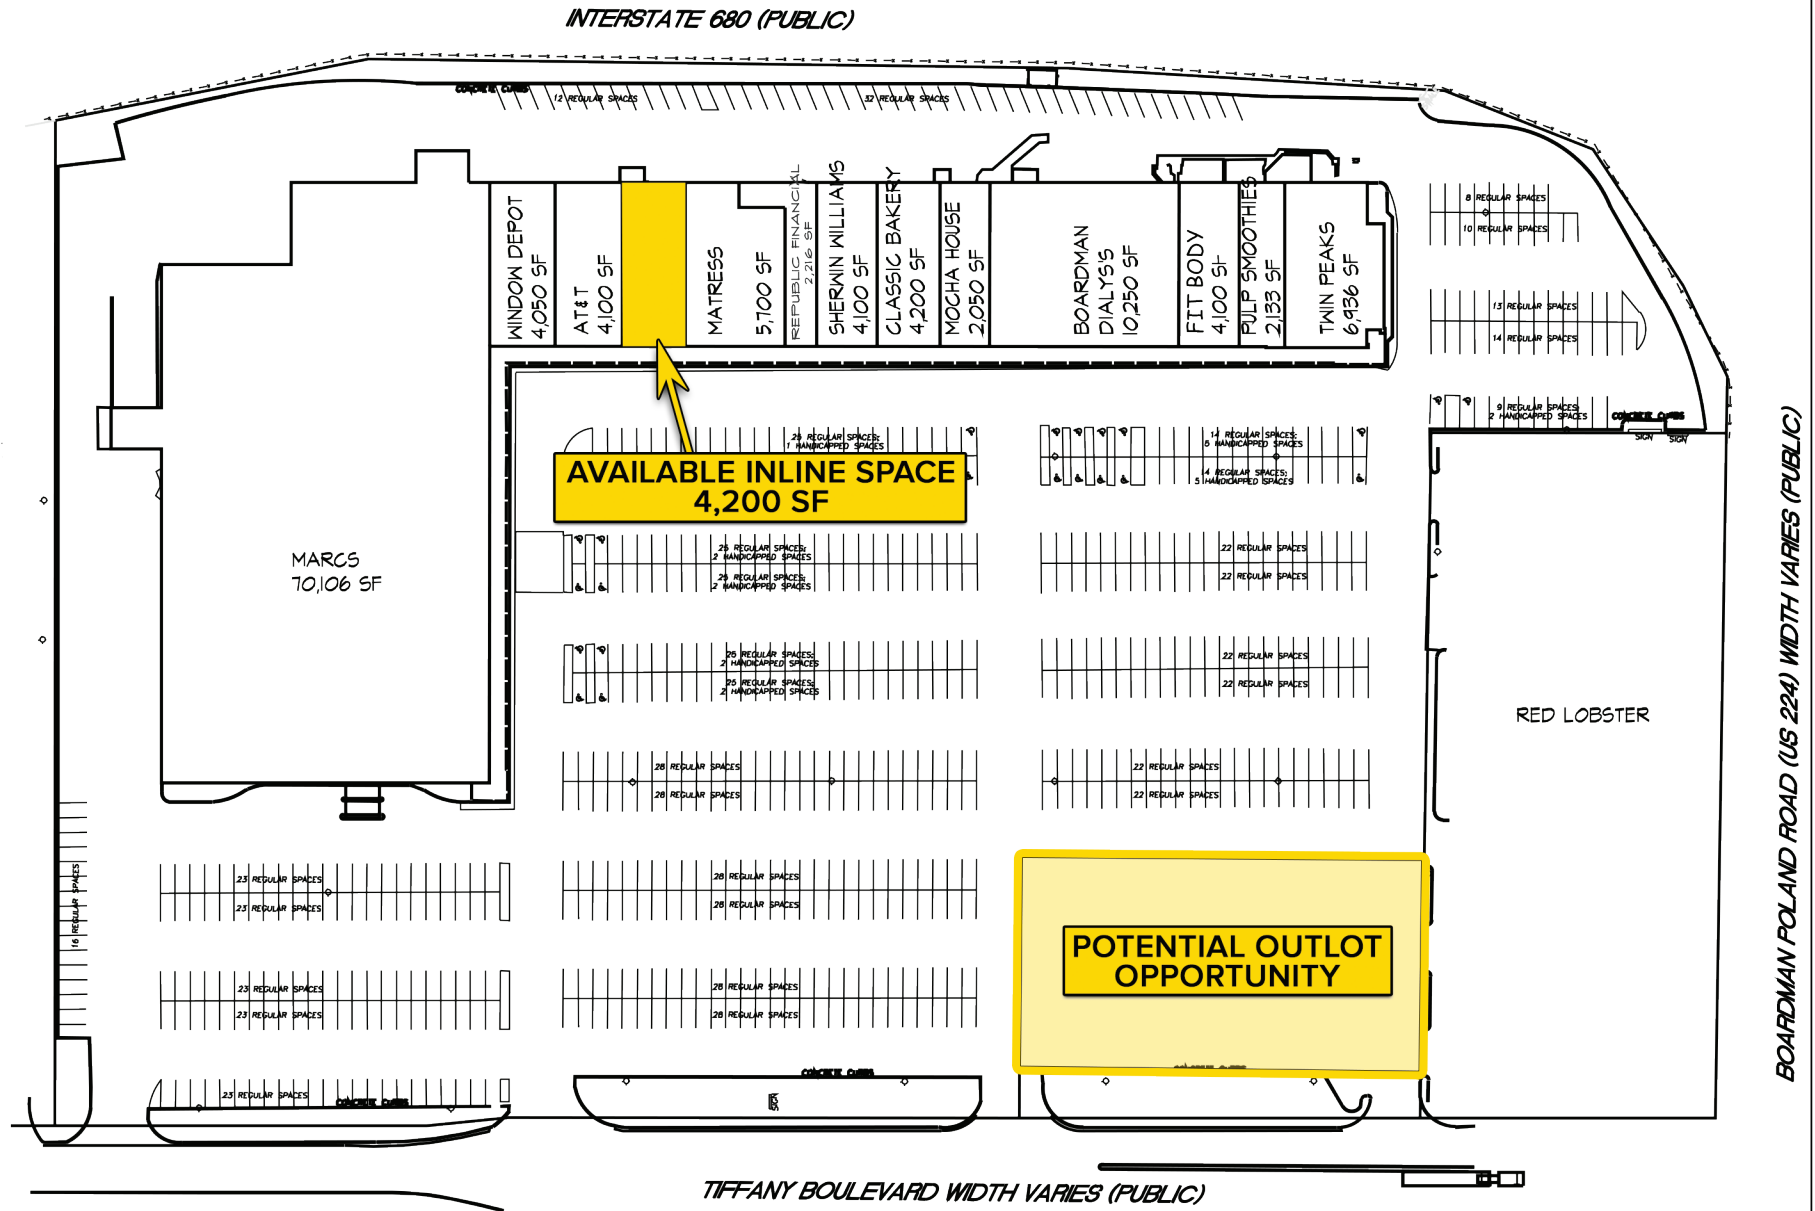 INTERSTATE 680 (PUBLIC)
CONCRETE CURBS
12 REGULAR SPACES
32 REGULAR SPACES
WINDOW DEPOT
4,050 SF
AT&T
4,100 SF
MATRESS
5,700 SF
REPUBLIC FINANCIAL
2,216 SF
SHERWIN WILLIAMS
4,100 SF
CLASSIC BAKERY
4,200 SF
MOCHA HOUSE
2,050 SF
BOARDMAN
DIALYS'S
10,250 SF
FIT BODY
4,100 SF
PULP SMOOTHIES
2,133 SF
TWIN PEAKS
6,936 SF
8 REGULAR SPACES
10 REGULAR SPACES
13 REGULAR SPACES
14 REGULAR SPACES
9 REGULAR SPACES;
2 HANDICAPPED SPACES
CONCRETE CURBS
SIGN
SIGN
25 REGULAR SPACES;
1 HANDICAPPED SPACES
14 REGULAR SPACES;
5 HANDICAPPED SPACES
14 REGULAR SPACES;
5 HANDICAPPED SPACES
AVAILABLE INLINE SPACE
4,200 SF
MARCS
70,106 SF
25 REGULAR SPACES;
2 HANDICAPPED SPACES
25 REGULAR SPACES;
2 HANDICAPPED SPACES
22 REGULAR SPACES
22 REGULAR SPACES
25 REGULAR SPACES;
2 HANDICAPPED SPACES
25 REGULAR SPACES;
2 HANDICAPPED SPACES
22 REGULAR SPACES
22 REGULAR SPACES
RED LOBSTER
BOARDMAN POLAND ROAD (US 224) WIDTH VARIES (PUBLIC)
28 REGULAR SPACES
28 REGULAR SPACES
22 REGULAR SPACES
22 REGULAR SPACES
16 REGULAR SPACES
23 REGULAR SPACES
23 REGULAR SPACES
28 REGULAR SPACES
28 REGULAR SPACES
POTENTIAL OUTLOT
OPPORTUNITY
23 REGULAR SPACES
23 REGULAR SPACES
28 REGULAR SPACES
28 REGULAR SPACES
23 REGULAR SPACES
CONCRETE CURBS
CONCRETE CURBS
SIGN
TIFFANY BOULEVARD WIDTH VARIES (PUBLIC)